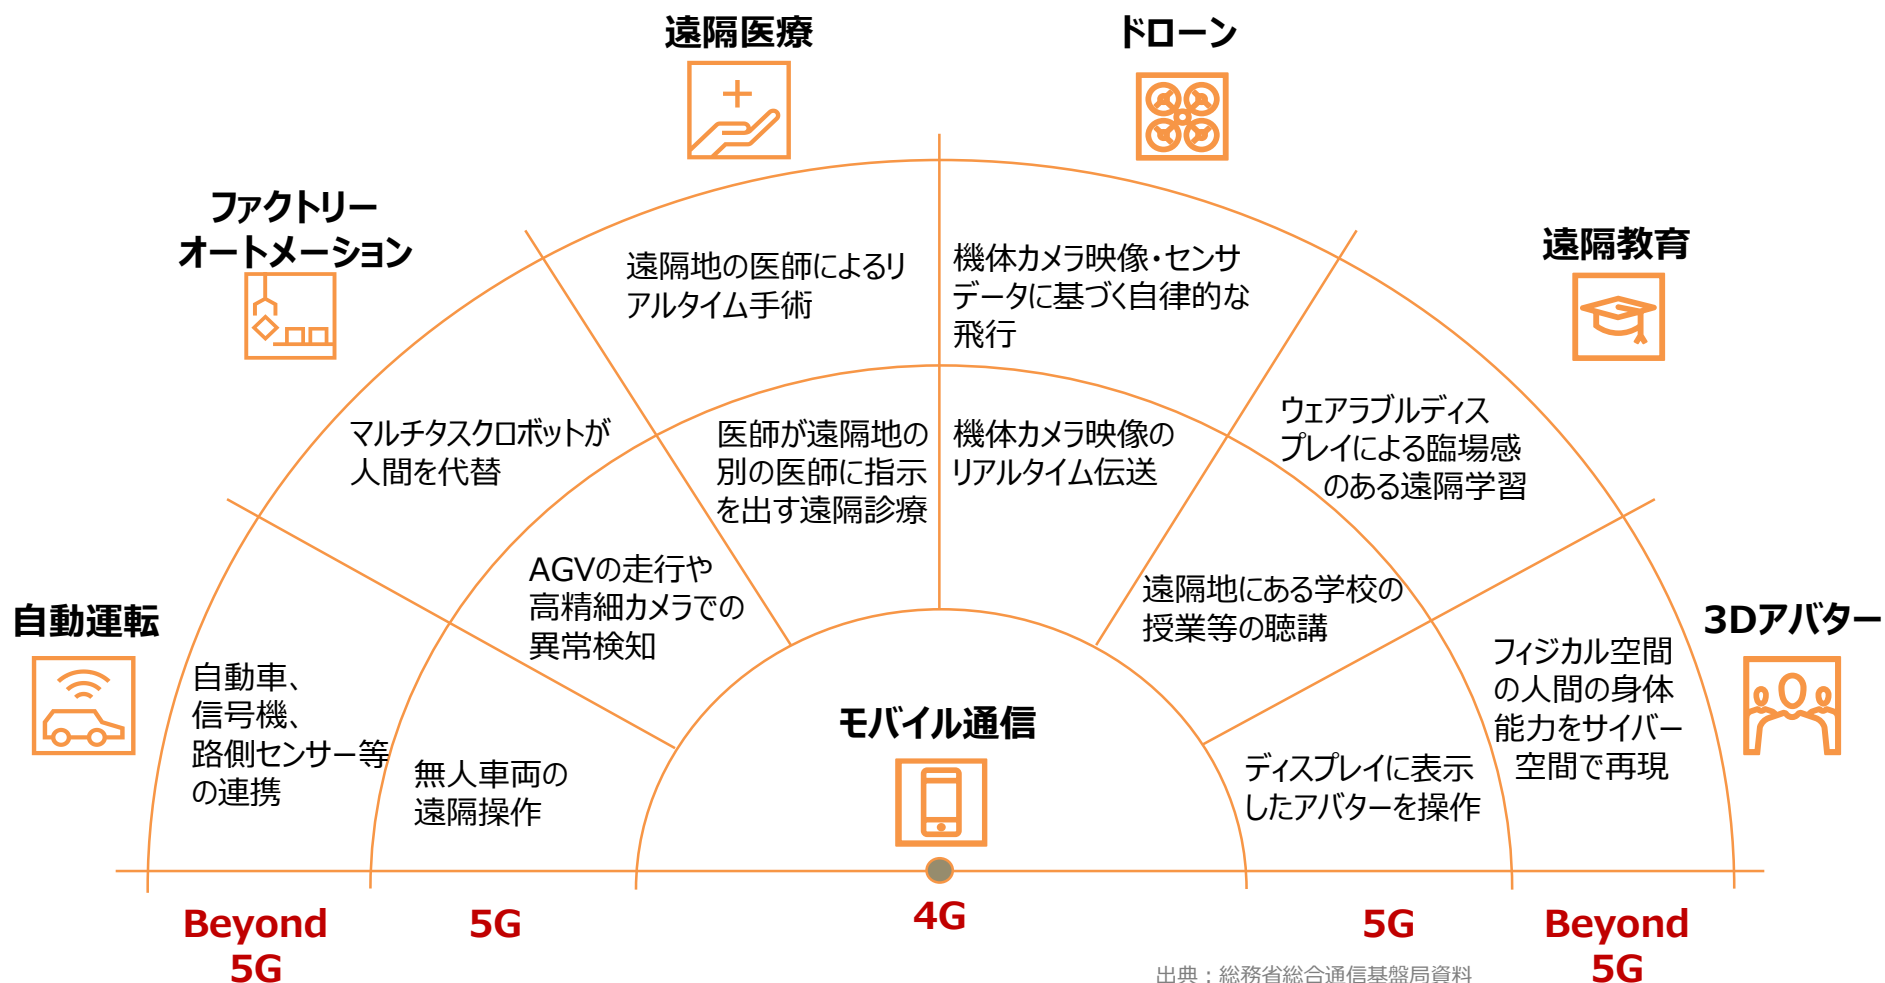 遠隔医療
ドローン
ファクトリー
オートメーション
遠隔教育
自動運転
3Dアバター
遠隔地の医師によるリ
アルタイム手術
機体カメラ映像・センサ
データに基づく自律的な
飛行
マルチタスクロボットが
人間を代替
医師が遠隔地の
別の医師に指示
を出す遠隔診療
機体カメラ映像の
リアルタイム伝送
ウェアラブルディス
プレイによる臨場感
のある遠隔学習
AGVの走行や
高精細カメラでの
異常検知
遠隔地にある学校の
授業等の聴講
自動車、
信号機、
路側センサー等
の連携
無人車両の
遠隔操作
モバイル通信
ディスプレイに表示
したアバターを操作
フィジカル空間
の人間の身体
能力をサイバー
空間で再現
Beyond
5G
5G
4G
5G
Beyond
5G
出典：総務省総合通信基盤局資料